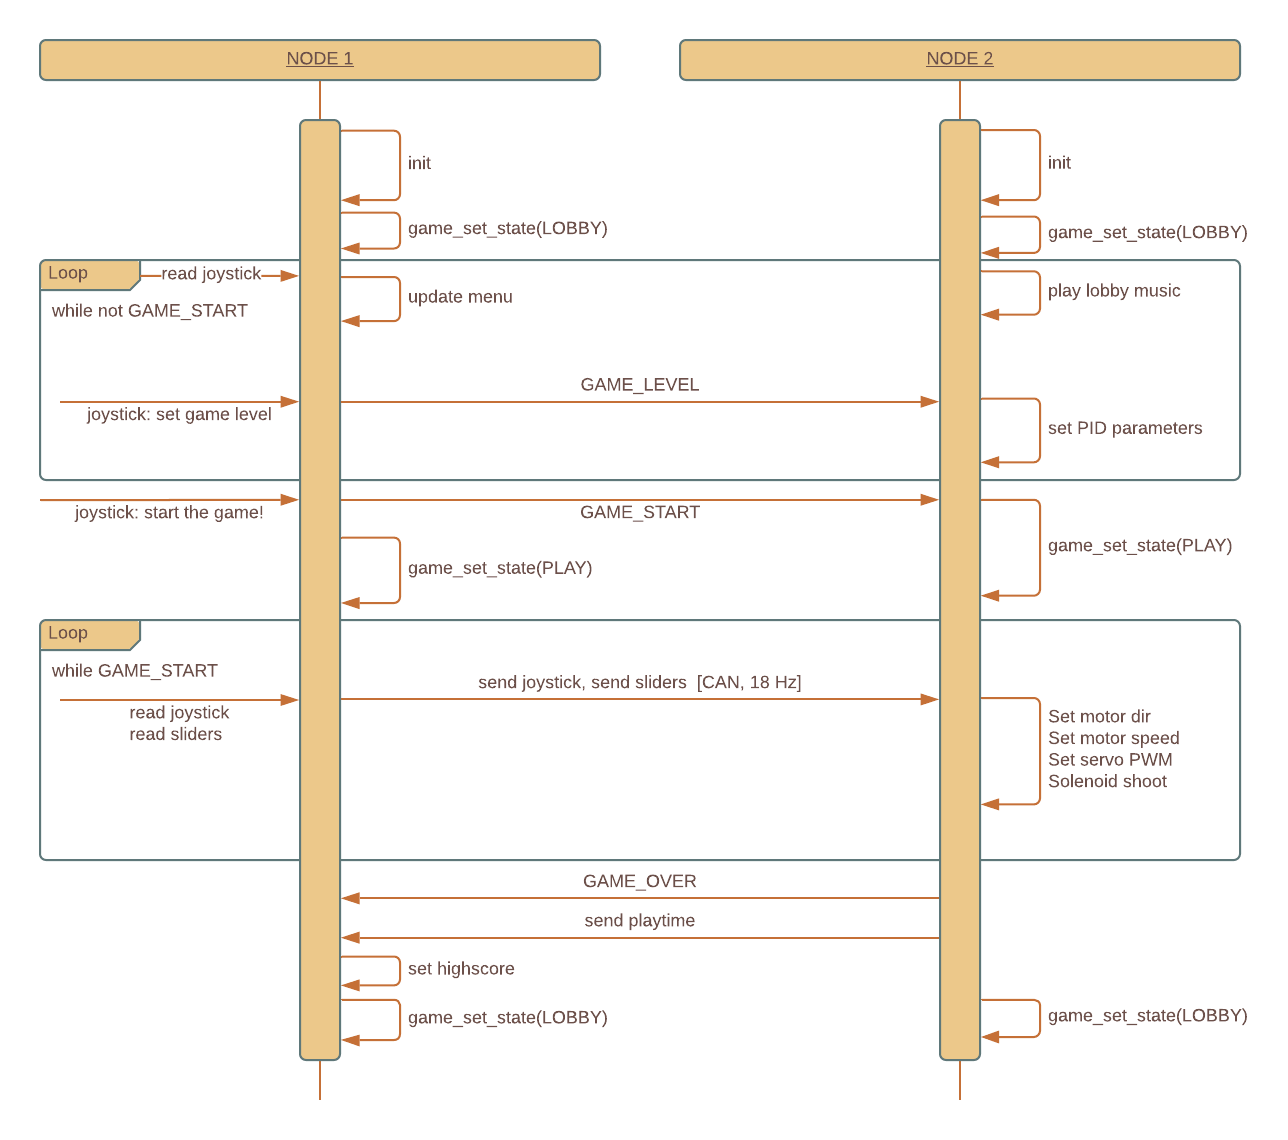 NODE 1
NODE 2
init
init
game_set_state(LOBBY)
game_set_state(LOBBY)
Loop
read joystick
while not GAME_START
update menu
play lobby music
GAME_LEVEL
joystick: set game level
set PID parameters
joystick: start the game!
GAME_START
game_set_state(PLAY)
game_set_state(PLAY)
Loop
while GAME_START
send joystick, send sliders  [CAN, 18 Hz]
read joystick
read sliders
Set motor dir
Set motor speed
Set servo PWM
Solenoid shoot
GAME_OVER
send playtime
set highscore
game_set_state(LOBBY)
game_set_state(LOBBY)